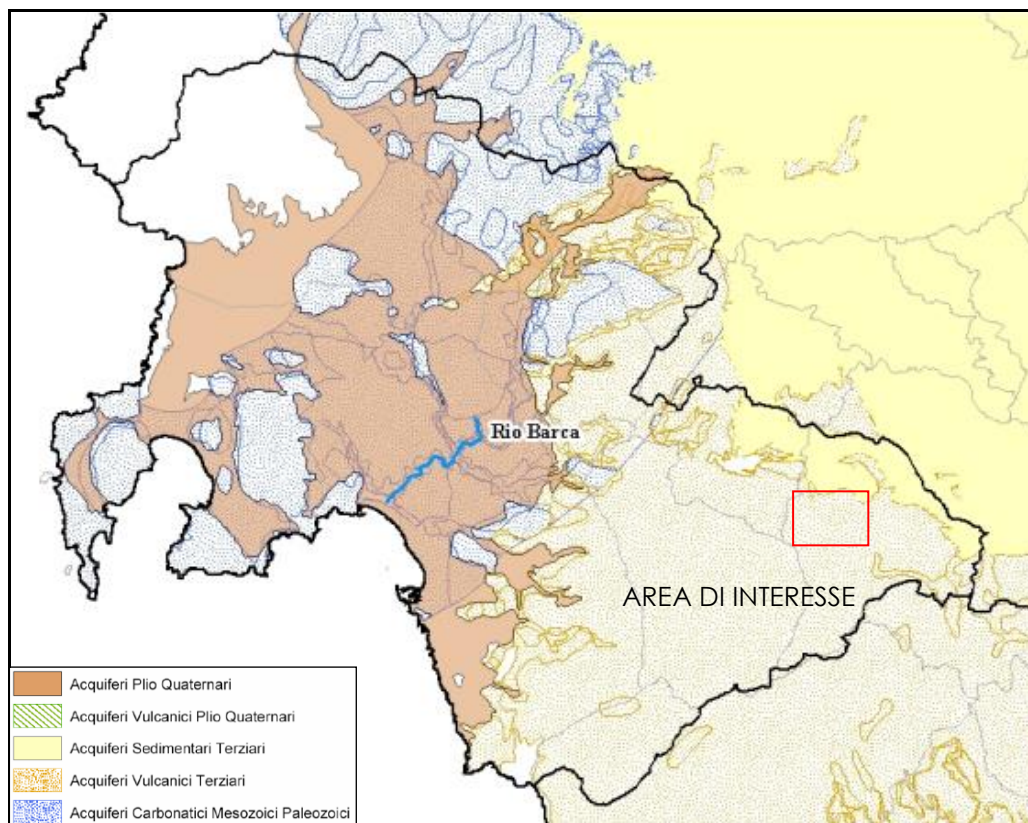 Rio Barca
AREA DI INTERESSE
Acquiferi Plio Quaternari
Acquiferi Vulcanici Plio Quaternari
Acquiferi Sedimentari Terziari
Acquiferi Vulcanici Terziari
Acquiferi Carbonatici Mesozoici Paleozoici